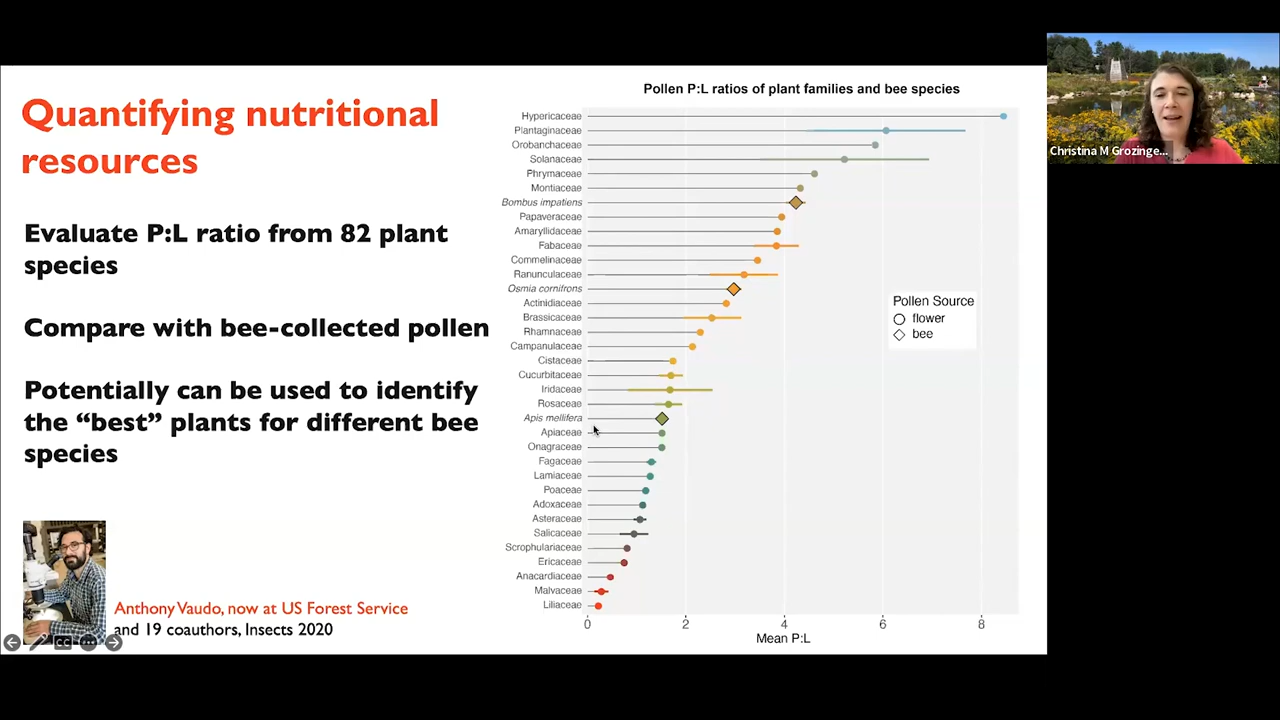 Quantifying nutritional
resources
Evaluate P:L ratio from 82 plant
species
Compare with bee-collected pollen
Potentially can be used to identify
the “best” plants for different bee
species
Anthony Vaudo, now at US Forest Service
and 19 coauthors, Insects 2020
CC
Pollen P:L ratios of plant families and bee species
Hypericaceae
Plantaginaceae
Orobanchaceae
Solanaceae
Phrymaceae
Montiaceae
Bombus impatiens
Papaveraceae
Amaryllidaceae
Fabaceae
Commelinaceae
Ranunculaceae
Osmia cornifrons
Actinidiaceae
Brassicaceae
Rhamnaceae
Campanulaceae
Cistaceae
Cucurbitaceae
Iridaceae
Rosaceae
Apis mellifera
Apiaceae
Onagraceae
Fagaceae
Lamiaceae
Poaceae
Adoxaceae
Asteraceae
Salicaceae
Scrophulariaceae
Ericaceae
Anacardiaceae
Malvaceae
Liliaceae
0 2 4 6 8
Mean P:L
Pollen Source
flower
bee
Christina M Grozinge...